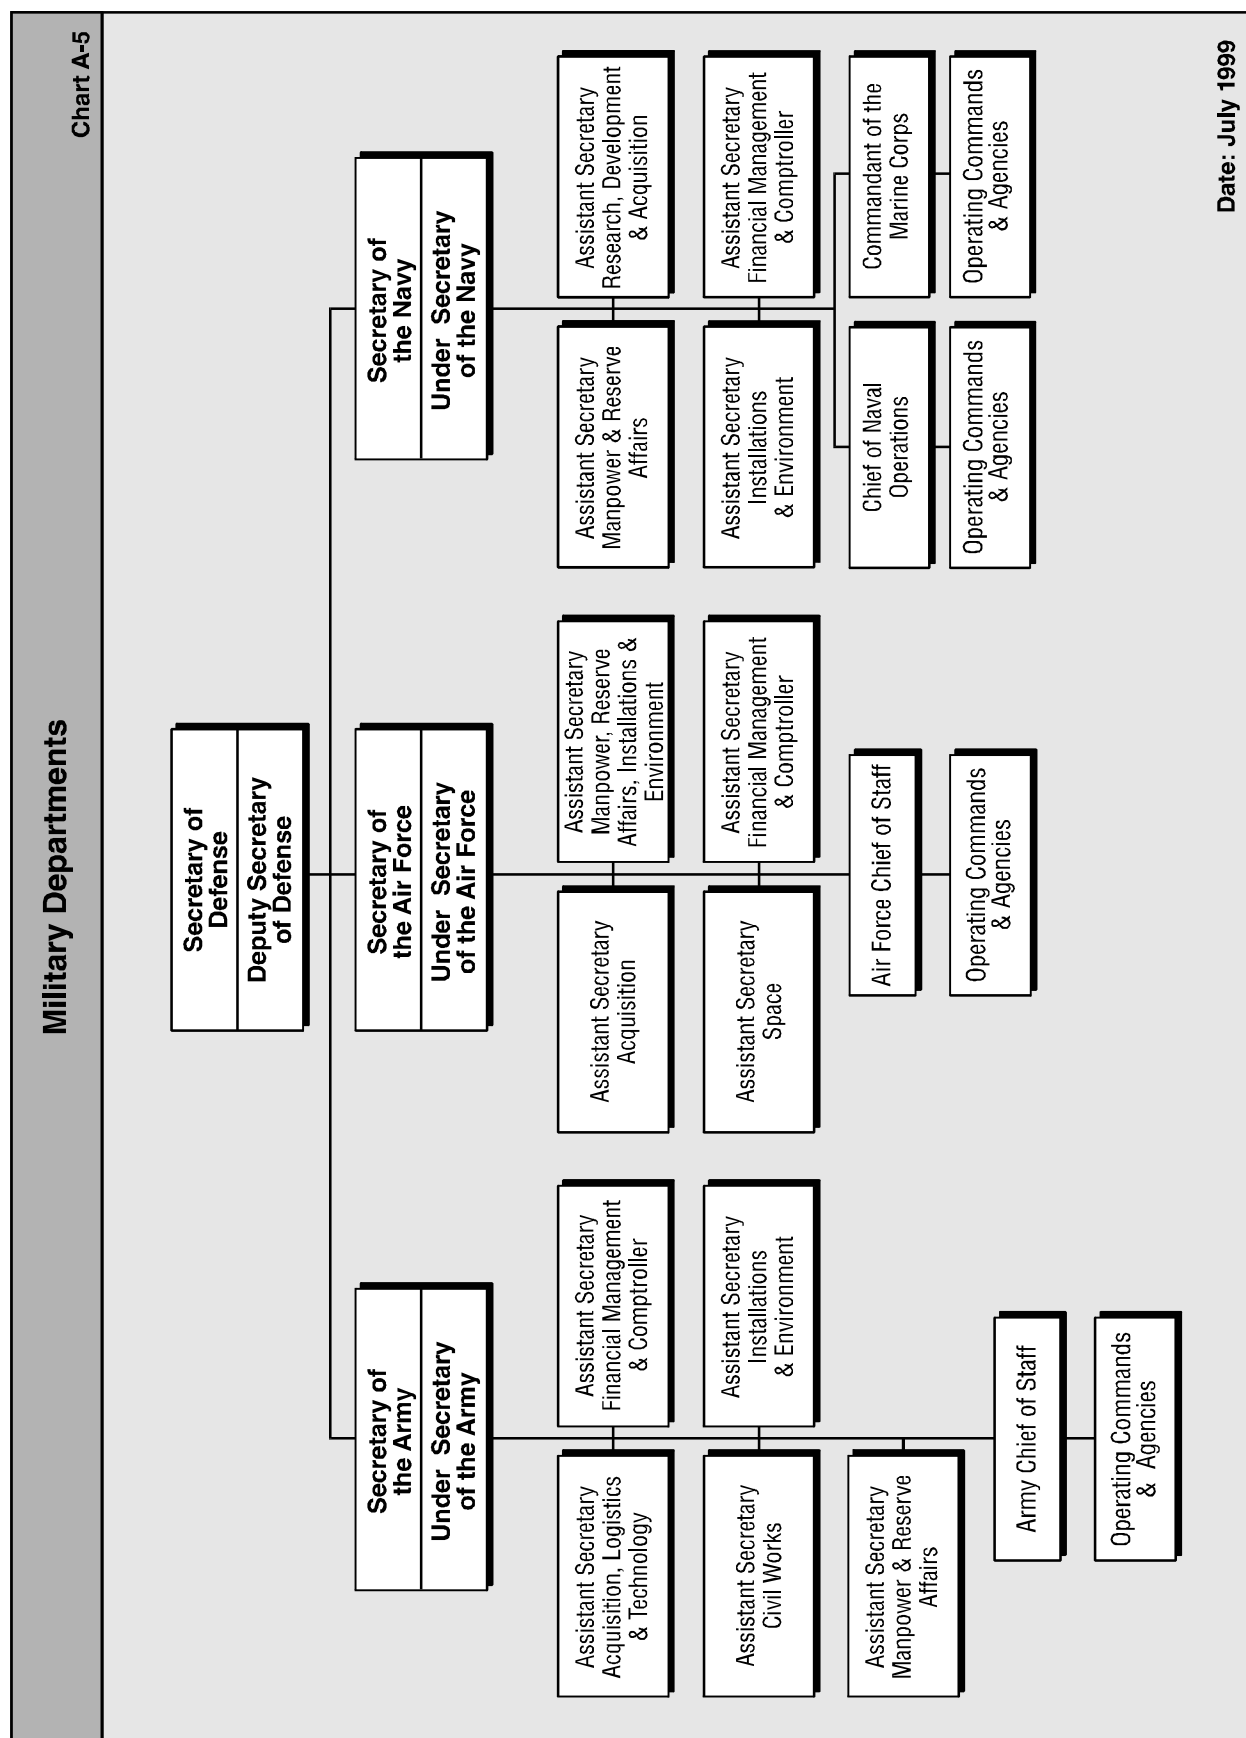 Military Departments
Chart A-5
Secretary of
Defense
Deputy Secretary
of Defense
Secretary of
the Army
Under Secretary
of the Army
Secretary of
the Air Force
Under Secretary
of the Air Force
Secretary of
the Navy
Under Secretary
of the Navy
Assistant Secretary
Acquisition, Logistics
& Technology
Assistant Secretary
Financial Management
& Comptroller
Assistant Secretary
Civil Works
Assistant Secretary
Installations
& Environment
Assistant Secretary
Manpower & Reserve
Affairs
Army Chief of Staff
Operating Commands
& Agencies
Assistant Secretary
Acquisition
Assistant Secretary
Manpower, Reserve
Affairs, Installations &
Environment
Assistant Secretary
Space
Assistant Secretary
Financial Management
& Comptroller
Air Force Chief of Staff
Operating Commands
& Agencies
Assistant Secretary
Manpower & Reserve
Affairs
Assistant Secretary
Research, Development
& Acquisition
Assistant Secretary
Installations
& Environment
Assistant Secretary
Financial Management
& Comptroller
Chief of Naval
Operations
Operating Commands
& Agencies
Commandant of the
Marine Corps
Operating Commands
& Agencies
Date: July 1999